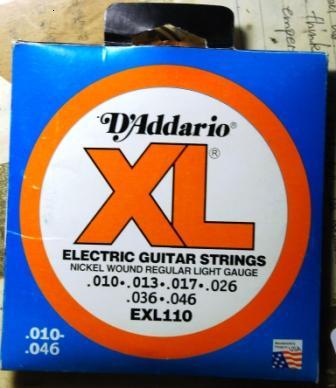 D'Addario®
XL®
ELECTRIC GUITAR STRINGS
NICKEL WOUND REGULAR LIGHT GAUGE
.010•.013•.017•.026
.036•.046
EXL110
.010-
.046
USA